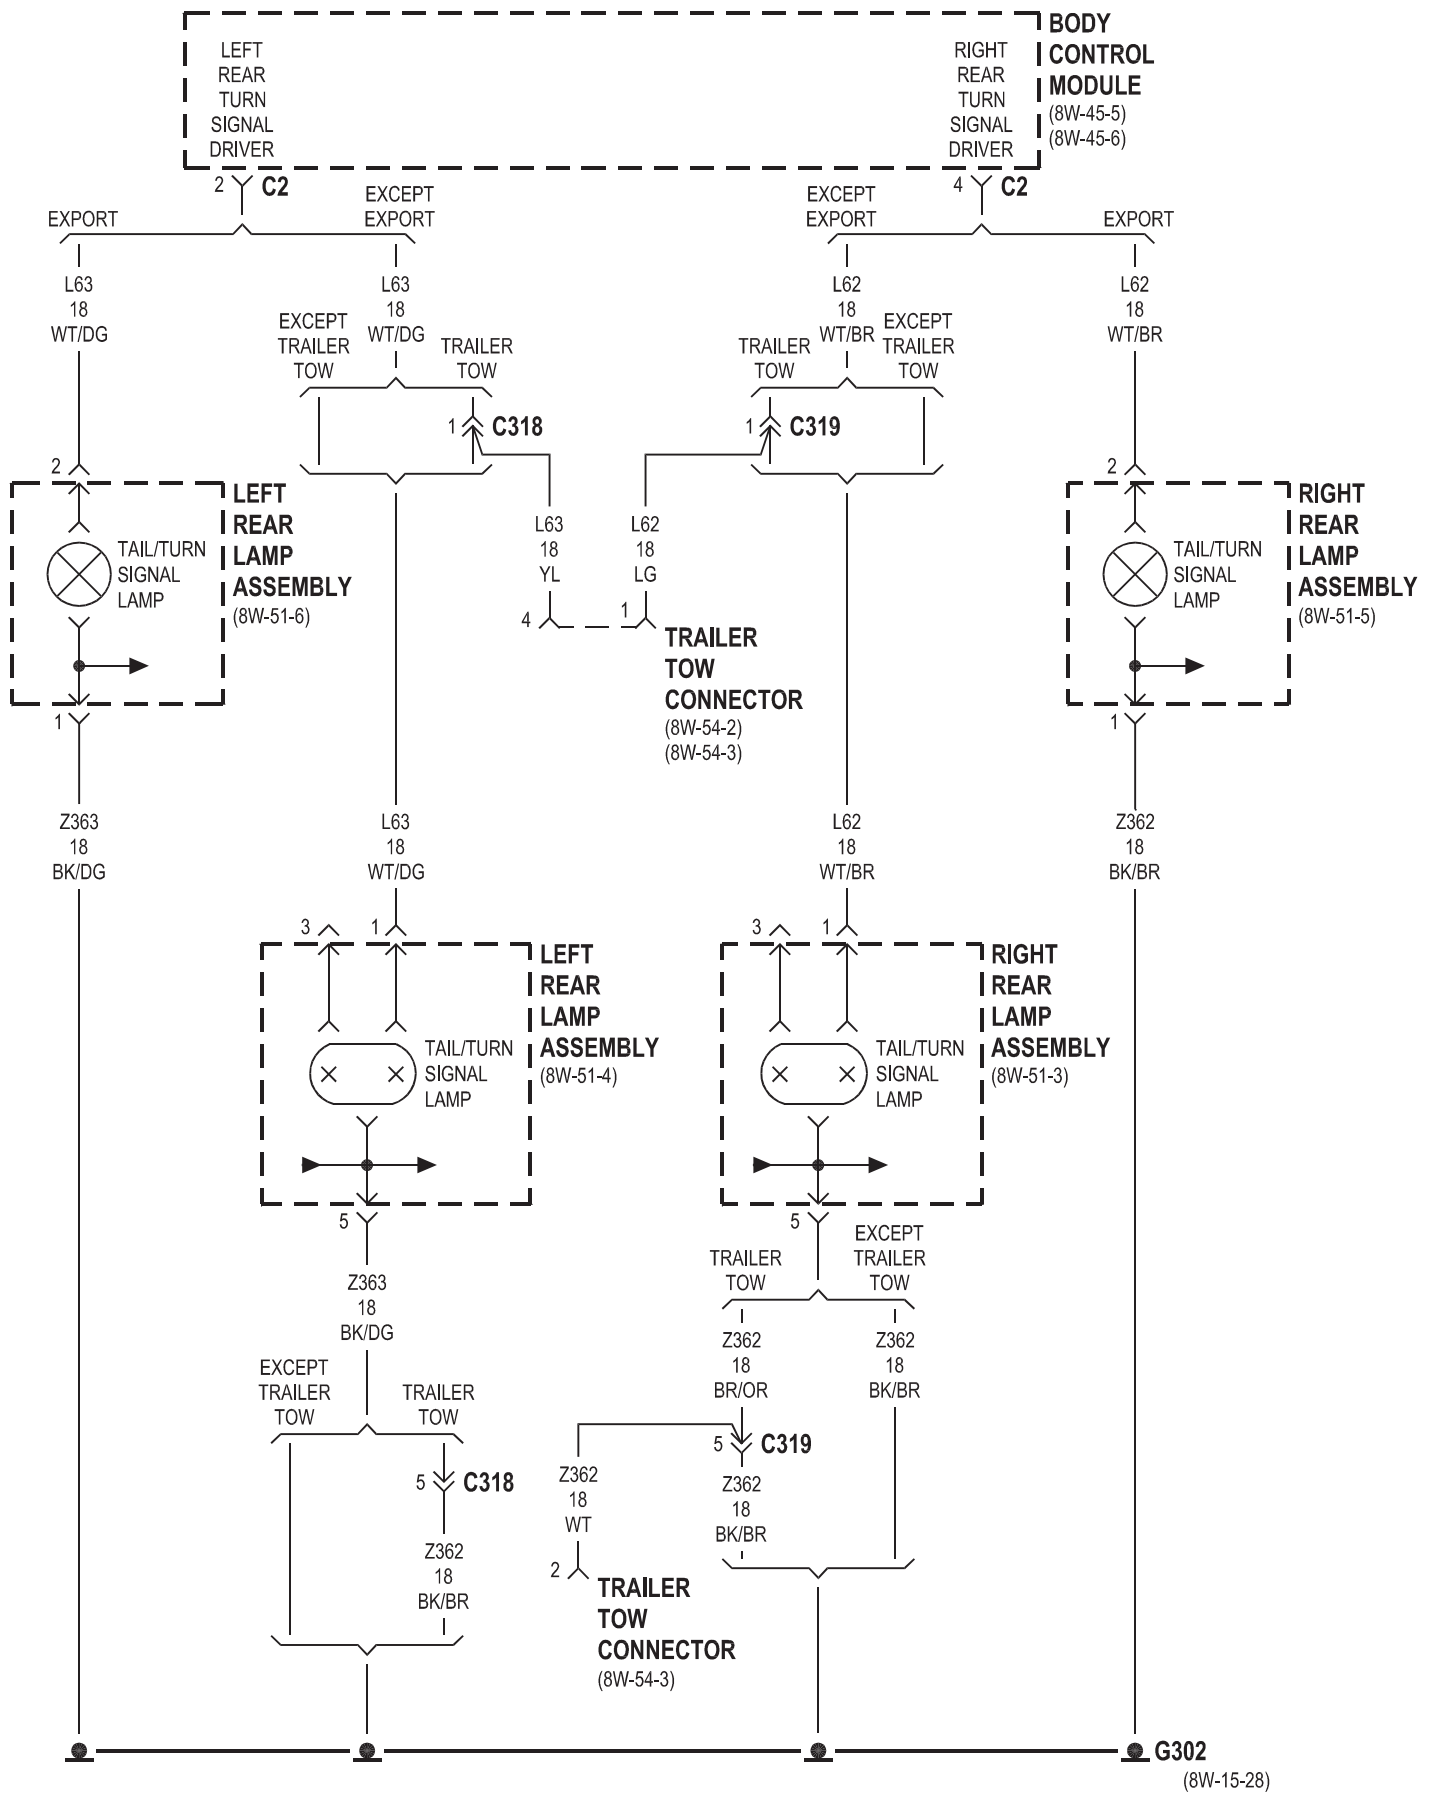 BODY
CONTROL
MODULE
(8W-45-5)
(8W-45-6)
LEFT
REAR
TURN
SIGNAL
DRIVER
RIGHT
REAR
TURN
SIGNAL
DRIVER
2 C2
4 C2
EXPORT
EXCEPT
EXPORT
EXCEPT
EXPORT
EXPORT
L63
18
WT/DG
L63
18
WT/DG
L62
18
WT/BR
L62
18
WT/BR
EXCEPT
TRAILER
TOW
TRAILER
TOW
TRAILER
TOW
EXCEPT
TRAILER
TOW
1 C318
1 C319
2
LEFT
REAR
LAMP
ASSEMBLY
(8W-51-6)
TAIL/TURN
SIGNAL
LAMP
1
L63
18
YL
4
L62
18
LG
1
TRAILER
TOW
CONNECTOR
(8W-54-2)
(8W-54-3)
2
RIGHT
REAR
LAMP
ASSEMBLY
(8W-51-5)
TAIL/TURN
SIGNAL
LAMP
1
Z363
18
BK/DG
L63
18
WT/DG
L62
18
WT/BR
Z362
18
BK/BR
3 1
LEFT
REAR
LAMP
ASSEMBLY
(8W-51-4)
TAIL/TURN
SIGNAL
LAMP
5
3 1
RIGHT
REAR
LAMP
ASSEMBLY
(8W-51-3)
TAIL/TURN
SIGNAL
LAMP
5
Z363
18
BK/DG
EXCEPT
TRAILER
TOW
TRAILER
TOW
5 C318
Z362
18
BK/BR
TRAILER
TOW
EXCEPT
TRAILER
TOW
Z362
18
BR/OR
Z362
18
BK/BR
5 C319
Z362
18
WT
Z362
18
BK/BR
2
TRAILER
TOW
CONNECTOR
(8W-54-3)
G302
(8W-15-28)